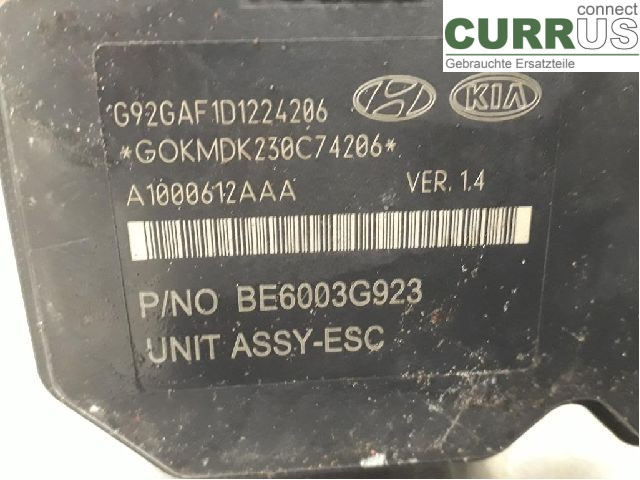 connect
CURRUS
Gebrauchte Ersatzteile
G92GAF1D1224206 KIA
*GOKMDK230C74206*
A1000612AAA VER. 1.4
P/NO BE6003G923
UNIT ASSY-ESC